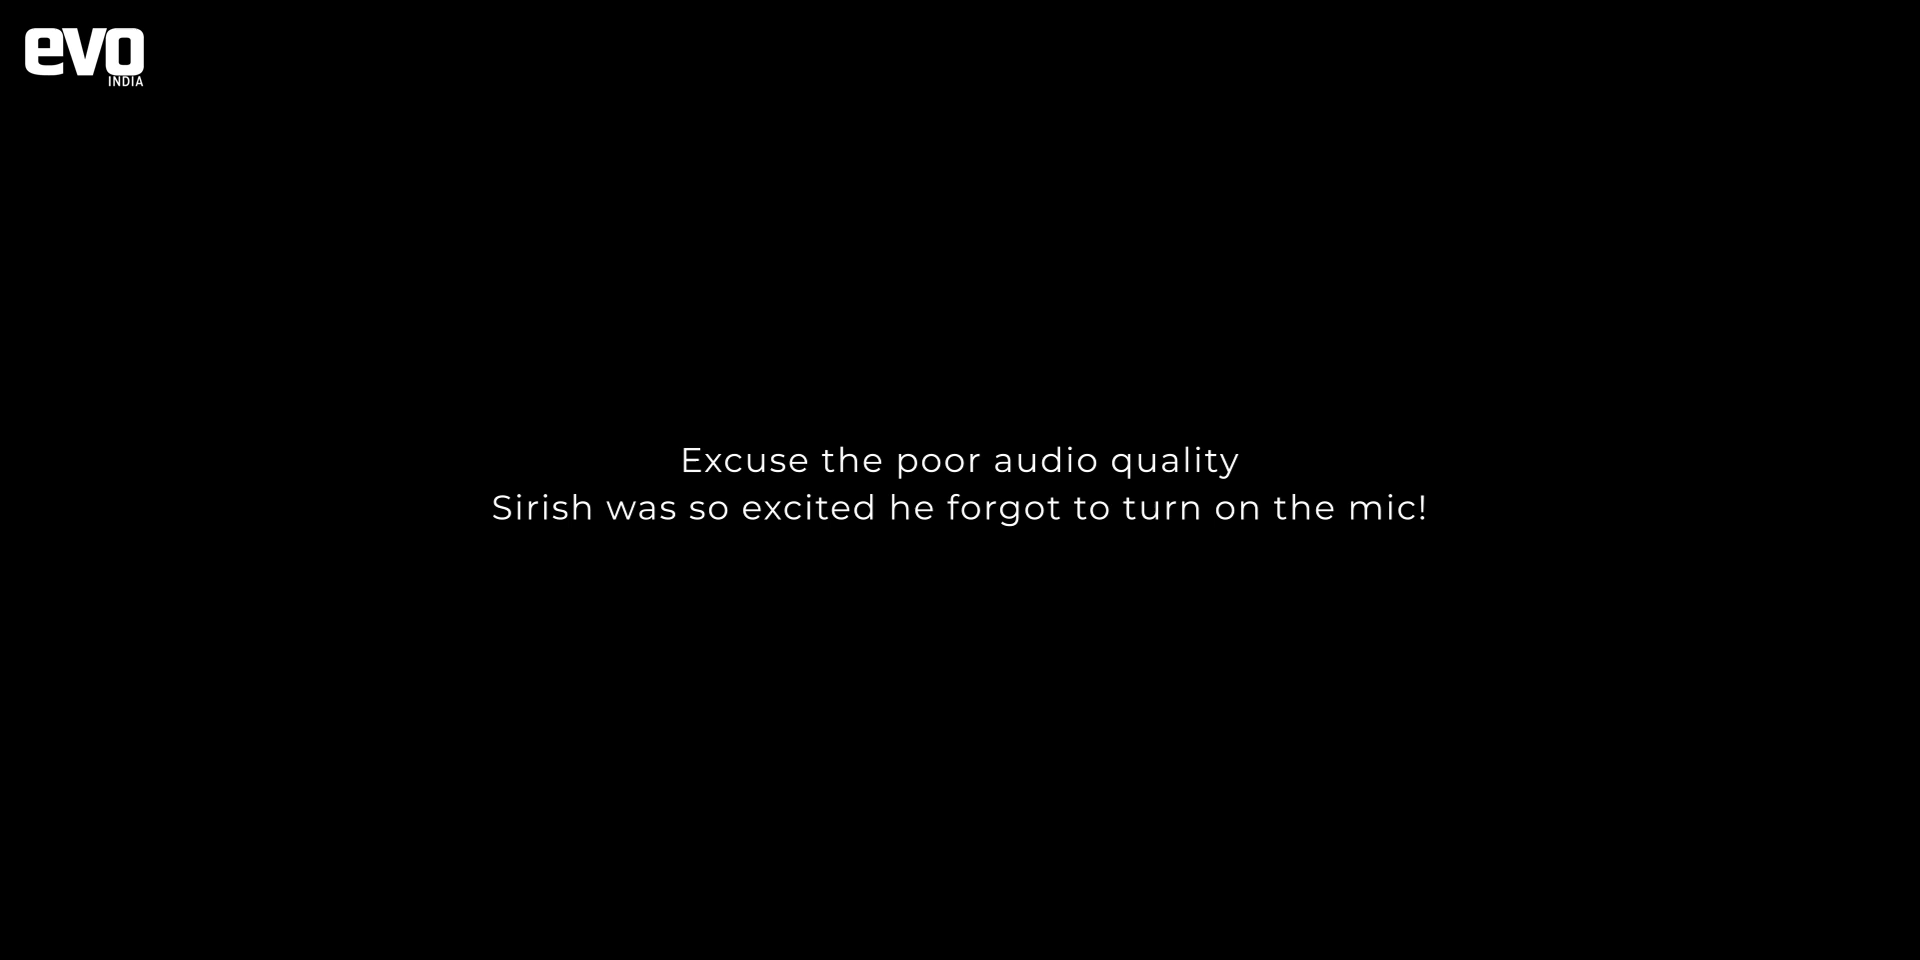 evo
INDIA
Excuse the poor audio quality
Sirish was so excited he forgot to turn on the mic!